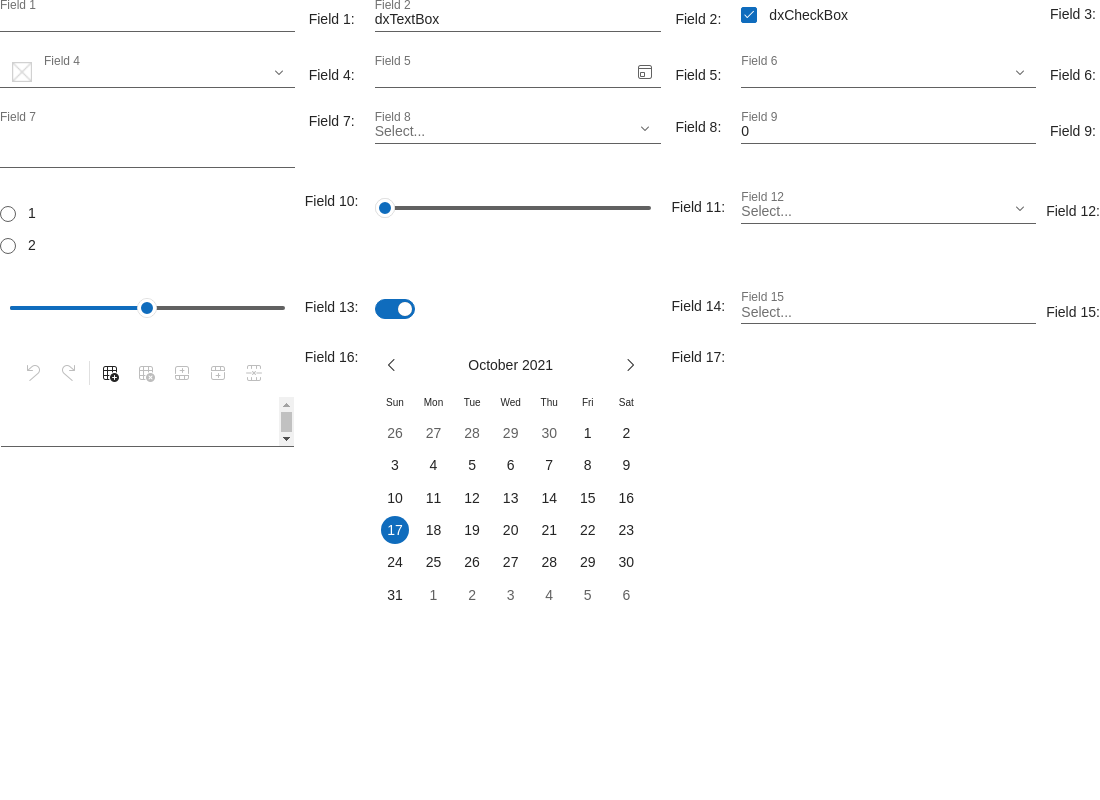 Field 1
Field 1:
Field 2
dxTextBox
Field 2:
dxCheckBox
Field 3:
Field 4
Field 4:
Field 5
Field 5:
Field 6
Field 6:
Field 7
Field 7:
Field 8
Select...
Field 8:
Field 9
0
Field 9:
1
2
Field 10:
Field 11:
Field 12
Select...
Field 12:
Field 13:
Field 14:
Field 15
Select...
Field 15:
Field 16:
October 2021
Sun Mon Tue Wed Thu Fri Sat
26 27 28 29 30 1 2
3 4 5 6 7 8 9
10 11 12 13 14 15 16
17 18 19 20 21 22 23
24 25 26 27 28 29 30
31 1 2 3 4 5 6
Field 17: